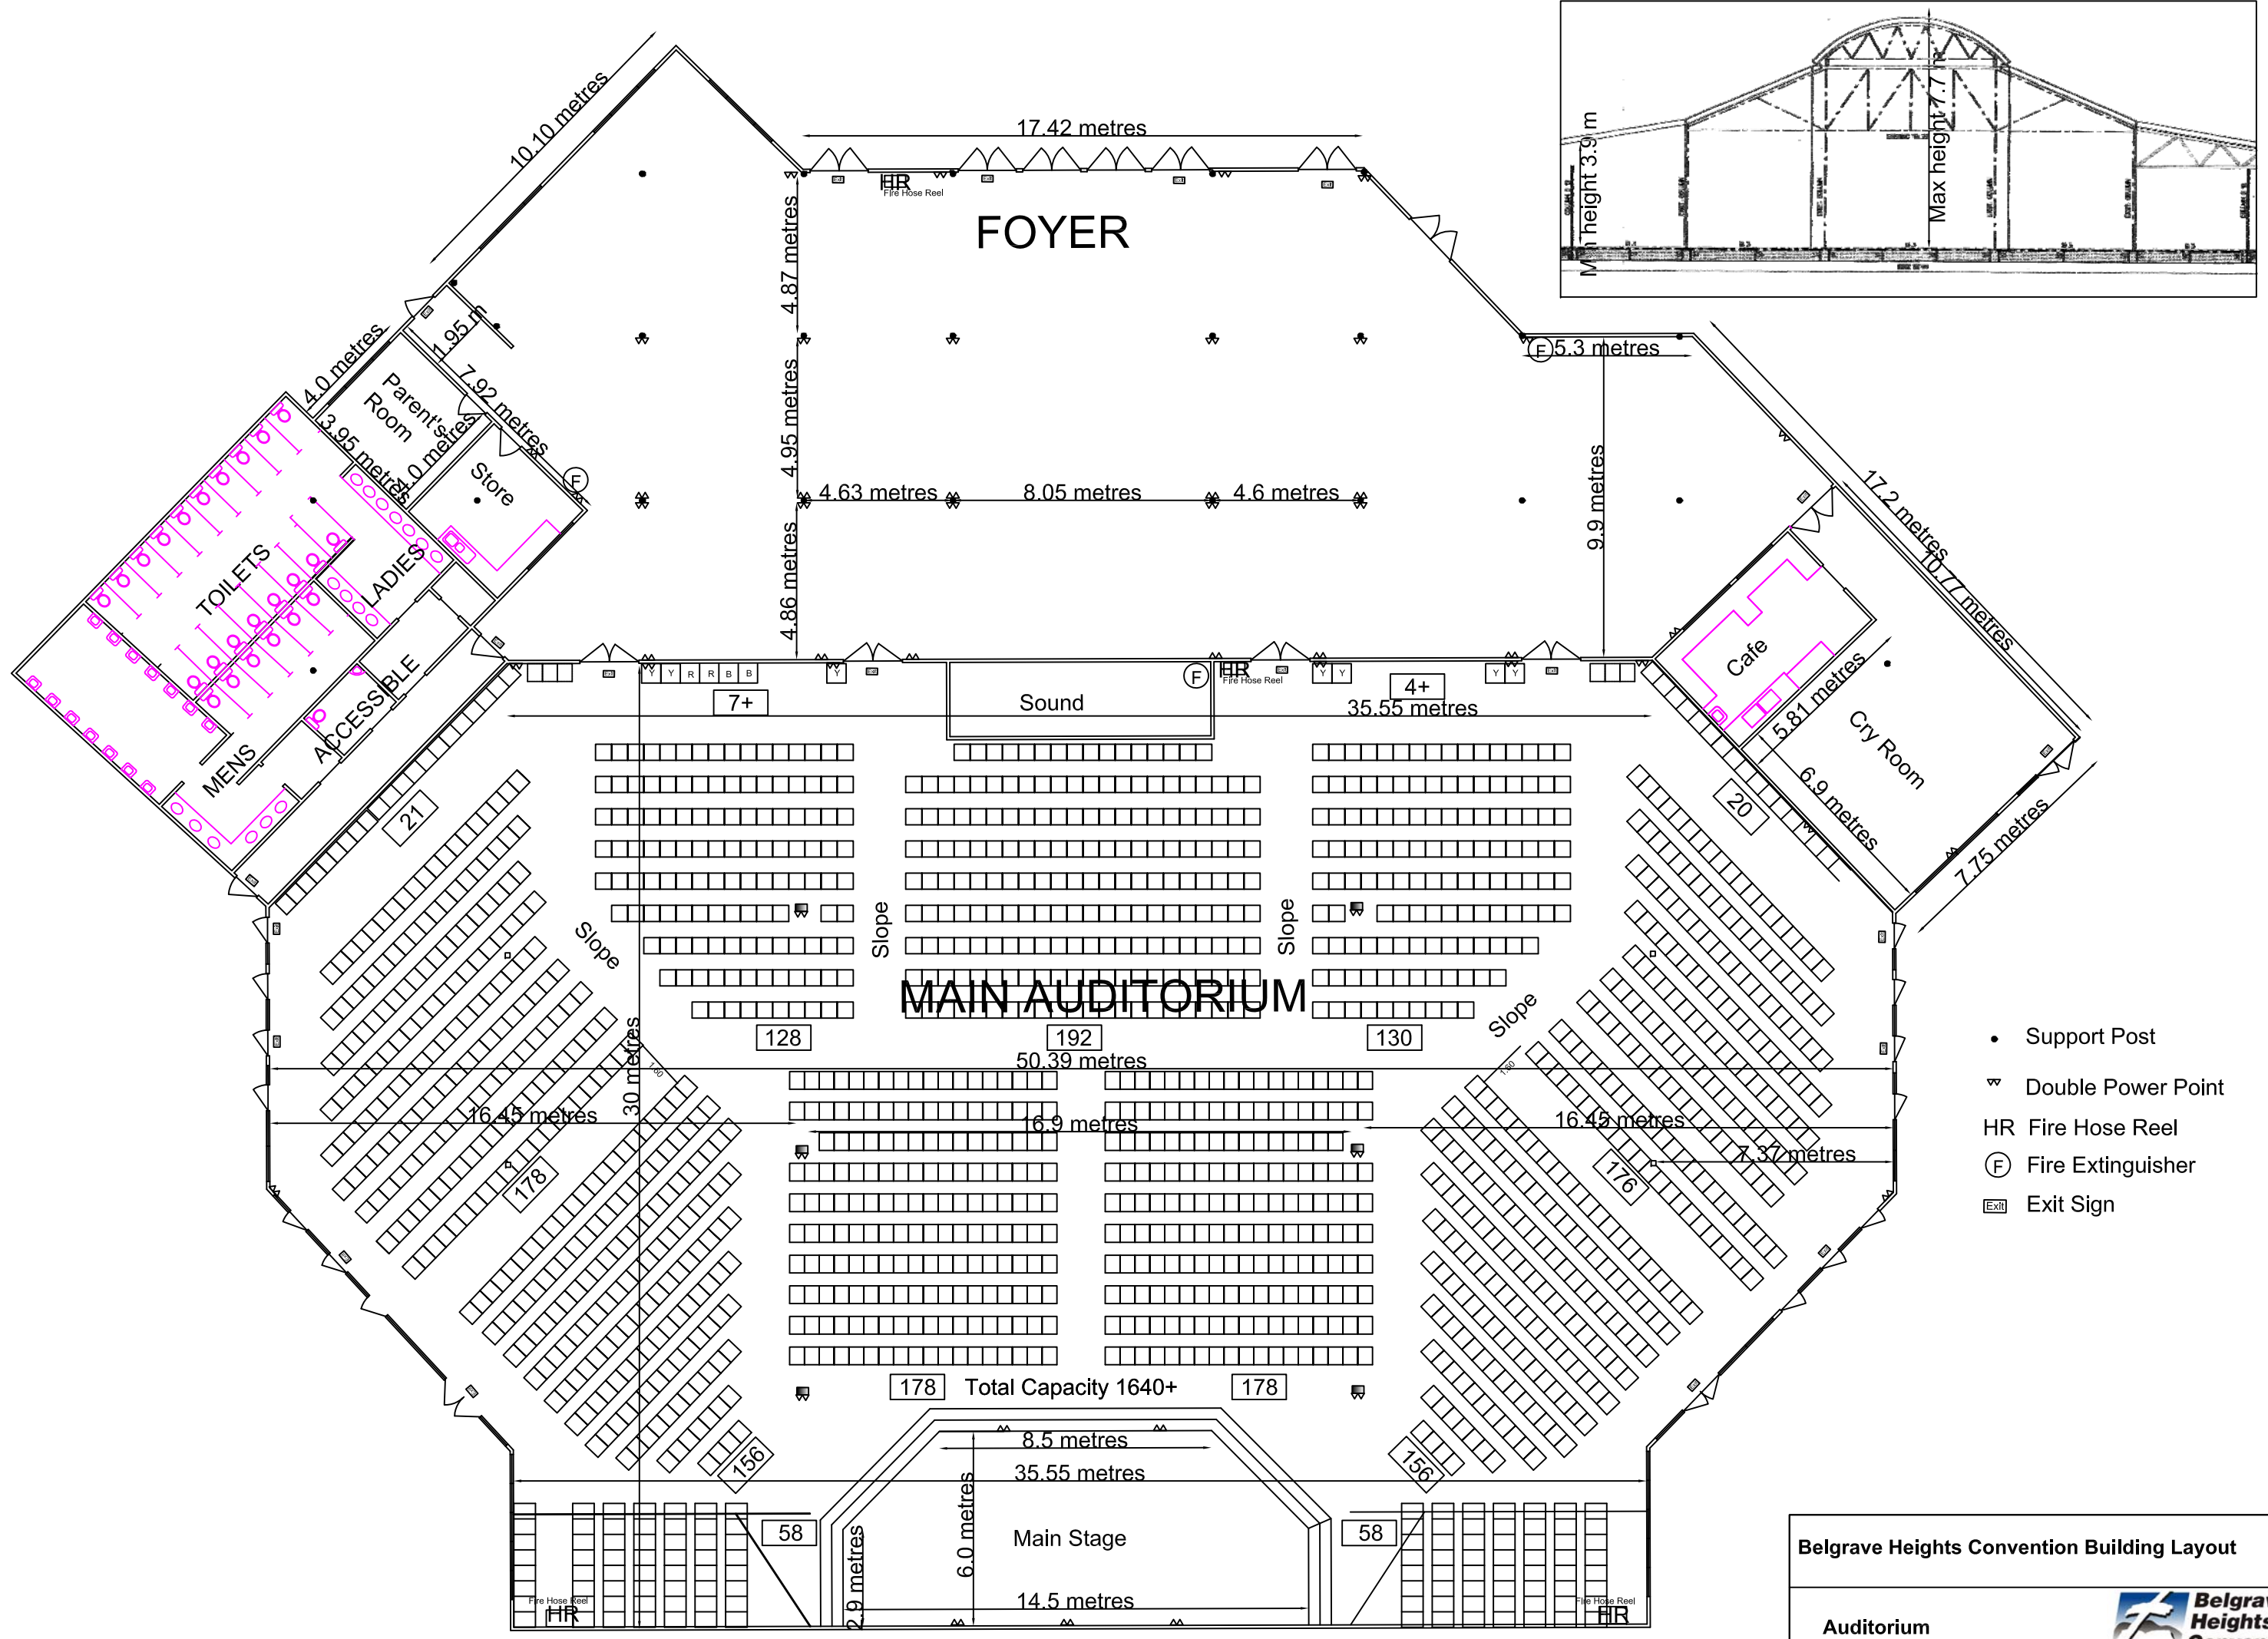 10.10 metres
17.42 metres
Max height 7.7 m
height 3.9 m
HR
Fire Hose Reel
FOYER
4.87 metres
1.95 m
4.0 metres
7.92 metres
Parent's
Room
3.95 metres
4.0 metres
Store
F
F
5.3 metres
4.95 metres
4.63 metres
8.05 metres
4.6 metres
9.9 metres
17.2 metres
10.77 metres
TOILETS
LADIES
4.86 metres
ACCESSIBLE
MENS
Y Y R R B B
Y
F
HR
Fire Hose Reel
Y Y
Y Y
7+
Sound
4+
35.55 metres
Cafe
5.81 metres
Cry Room
6.9 metres
7.75 metres
21
20
Slope
Slope
Slope
Slope
MAIN AUDITORIUM
128
192
130
30 metres
50.39 metres
1:60
1:60
16.45 metres
16.9 metres
16.45 metres
7.37 metres
178
176
Support Post
Double Power Point
HR Fire Hose Reel
F Fire Extinguisher
Exit Exit Sign
178
Total Capacity 1640+
178
156
156
8.5 metres
35.55 metres
58
58
6.0 metres
Main Stage
2.9 metres
14.5 metres
Fire Hose Reel
HR
Fire Hose Reel
HR
Belgrave Heights Convention Building Layout
Auditorium
Belgrav
Heights